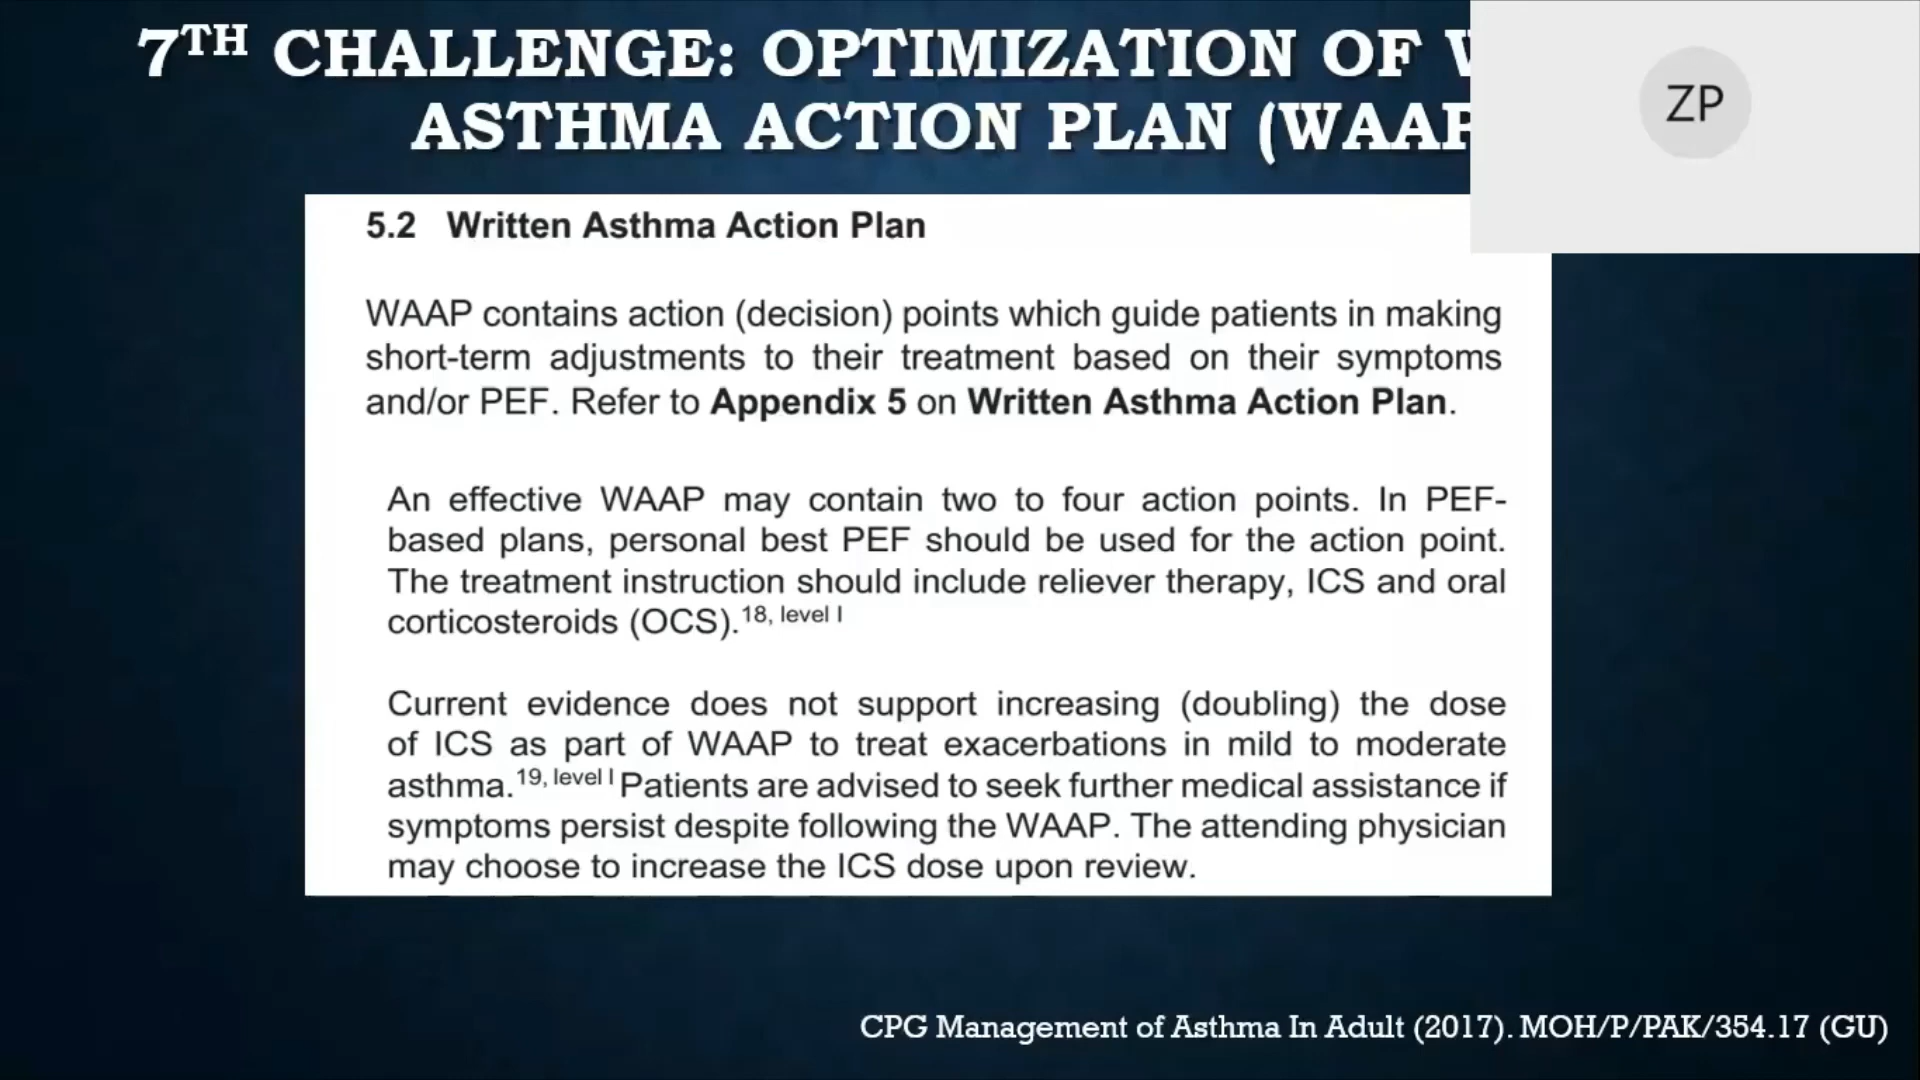 7TH CHALLENGE: OPTIMIZATION OF
ASTHMA ACTION PLAN (WAAP
ZP
5.2 Written Asthma Action Plan
WAAP contains action (decision) points which guide patients in making
short-term adjustments to their treatment based on their symptoms
and/or PEF. Refer to Appendix 5 on Written Asthma Action Plan.
An effective WAAP may contain two to four action points. In PEF-
based plans, personal best PEF should be used for the action point.
The treatment instruction should include reliever therapy, ICS and oral
corticosteroids (OCS).18, level I
Current evidence does not support increasing (doubling) the dose
of ICS as part of WAAP to treat exacerbations in mild to moderate
asthma.19, level I Patients are advised to seek further medical assistance if
symptoms persist despite following the WAAP. The attending physician
may choose to increase the ICS dose upon review.
CPG Management of Asthma In Adult (2017). MOH/P/PAK/354.17 (GU)